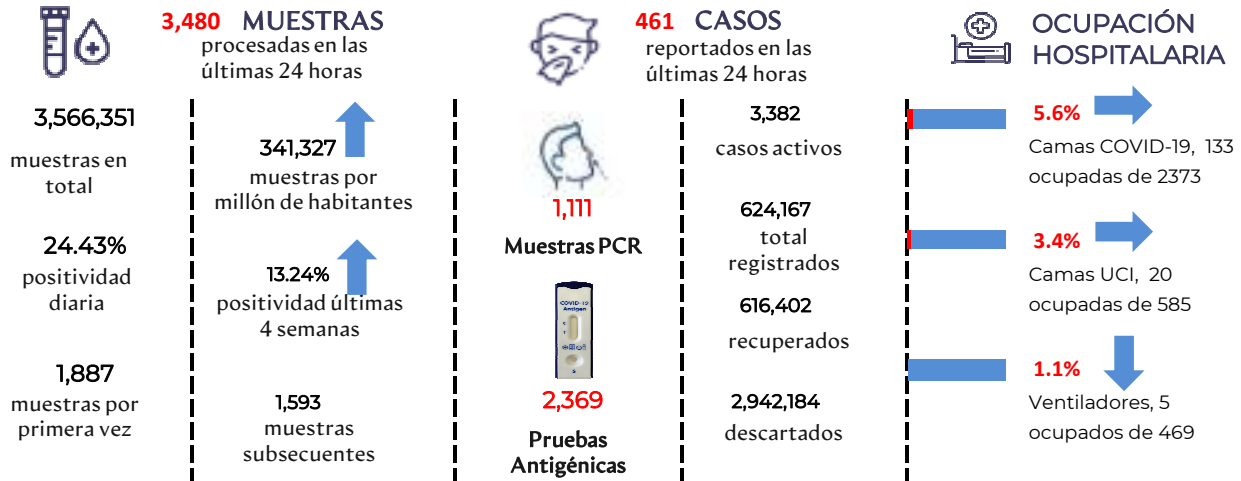 3,480 MUESTRAS
procesadas en las
últimas 24 horas
3,566,351
muestras en
total
24.43%
positividad
diaria
1,887
muestras por
primera vez
341,327
muestras por
millón de habitantes
13.24%
positividad últimas
4 semanas
1,593
muestras
subsecuentes
461 CASOS
reportados en las
últimas 24 horas
1,111
Muestras PCR
COVID-19
Antigen
C
T
S
2,369
Pruebas
Antigénicas
3,382
casos activos
624,167
total
registrados
616,402
recuperados
2,942,184
descartados
OCUPACIÓN
HOSPITALARIA
5.6%
Camas COVID-19, 133
ocupadas de 2373
3.4%
Camas UCI, 20
ocupadas de 585
1.1%
Ventiladores, 5
ocupados de 469